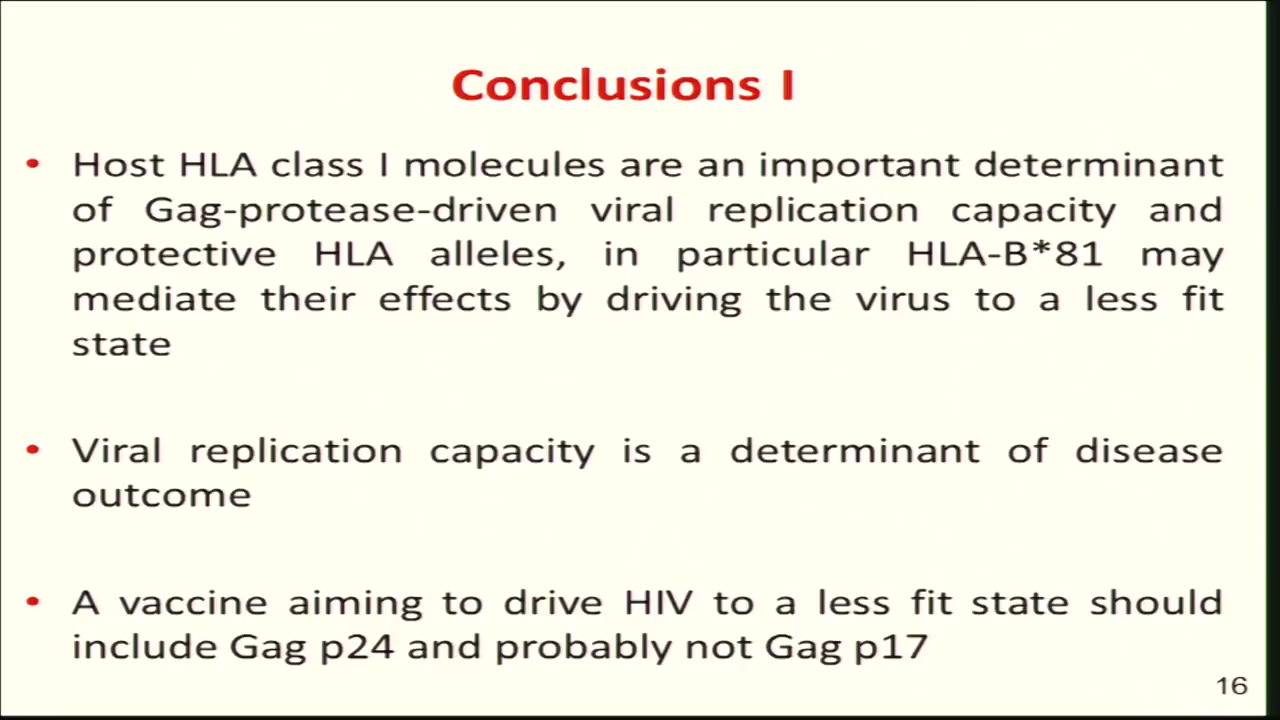 Conclusions I
• Host HLA class I molecules are an important determinant
of Gag-protease-driven viral replication capacity and
protective HLA alleles, in particular HLA-B*81 may
mediate their effects by driving the virus to a less fit
state
• Viral replication capacity is a determinant of disease
outcome
• A vaccine aiming to drive HIV to a less fit state should
include Gag p24 and probably not Gag p17
16